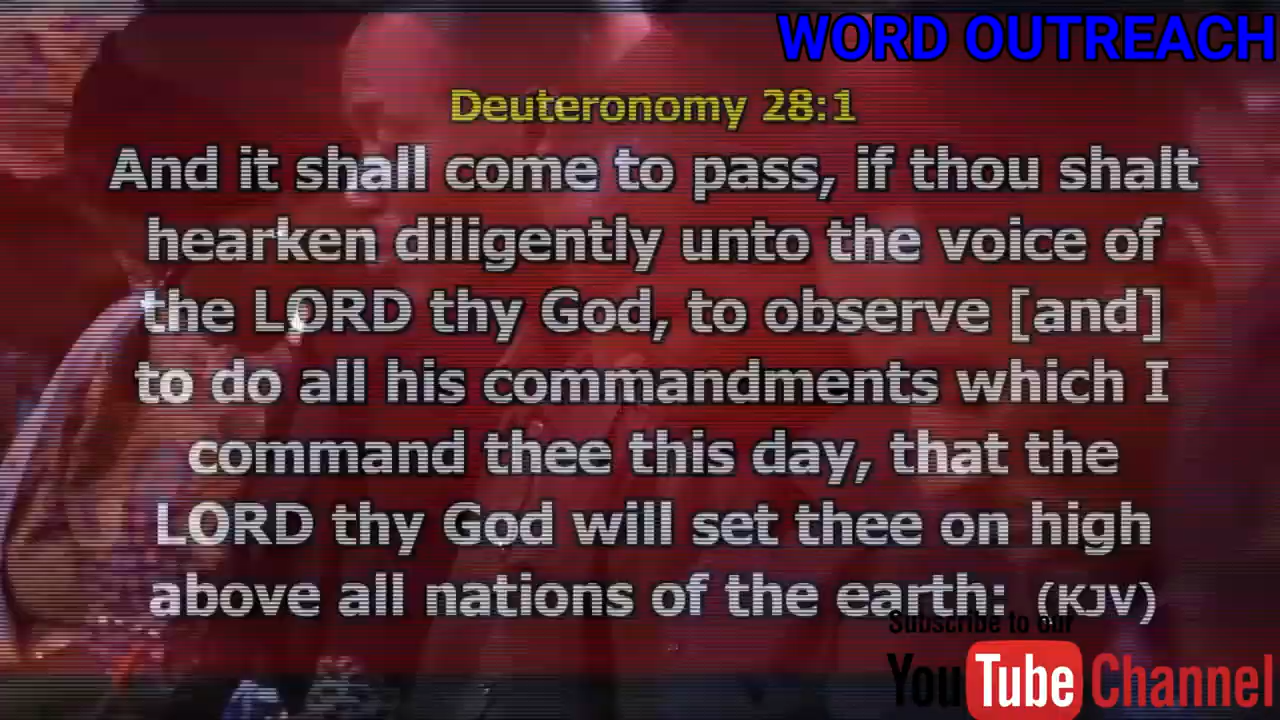 WORD OUTREACH
Deuteronomy 28:1
And it shall come to pass, if thou shalt
hearken diligently unto the voice of
the LORD thy God, to observe [and]
to do all his commandments which I
command thee this day, that the
LORD thy God will set thee on high
above all nations of the earth: (KJV)
Subscribe to our
YouTube Channel